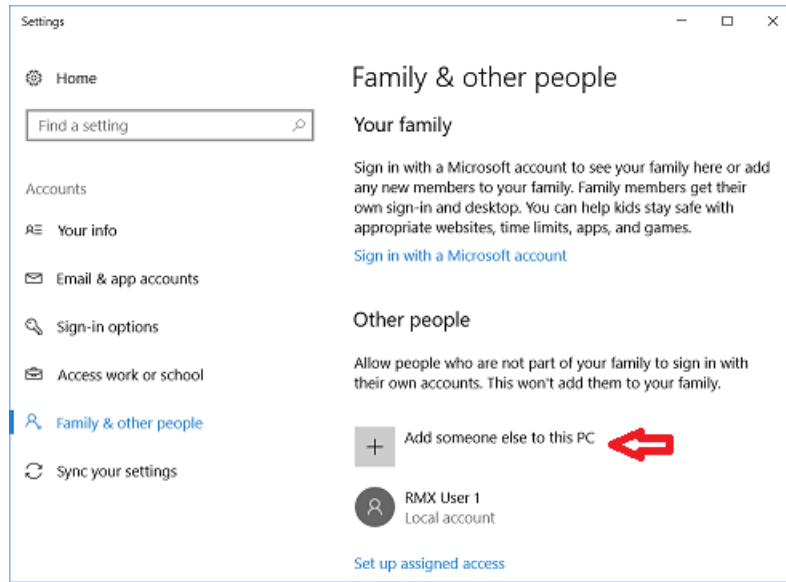 Settings
Home
Find a setting
Accounts
Your info
Email & app accounts
Sign-in options
Access work or school
Family & other people
Sync your settings
Family & other people
Your family
Sign in with a Microsoft account to see your family here or add
any new members to your family. Family members get their
own sign-in and desktop. You can help kids stay safe with
appropriate websites, time limits, apps, and games.
Sign in with a Microsoft account
Other people
Allow people who are not part of your family to sign in with
their own accounts. This won't add them to your family.
Add someone else to this PC
RMX User 1
Local account
Set up assigned access